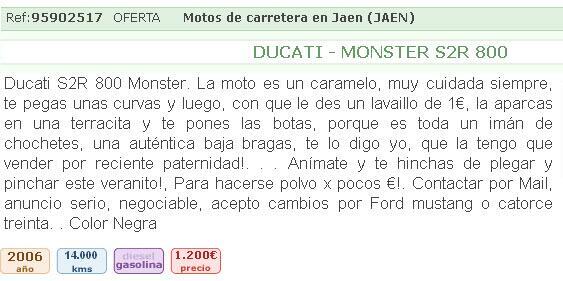 Ref:95902517 OFERTA Motos de carretera en Jaen (JAEN)
DUCATI - MONSTER S2R 800
Ducati S2R 800 Monster. La moto es un caramelo, muy cuidada siempre,
te pegas unas curvas y luego, con que le des un lavaillo de 1€, la aparcas
en una terracita y te pones las botas, porque es toda un imán de
chochetes, una auténtica baja bragas, te lo digo yo, que la tengo que
vender por reciente paternidad!. . . Anímate y te hinchas de plegar y
pinchar este veranito!, Para hacerse polvo x pocos €!. Contactar por Mail,
anuncio serio, negociable, acepto cambios por Ford mustang o catorce
treinta. . Color Negra
2006 14.000 diesel 1.200€
año kms gasolina precio